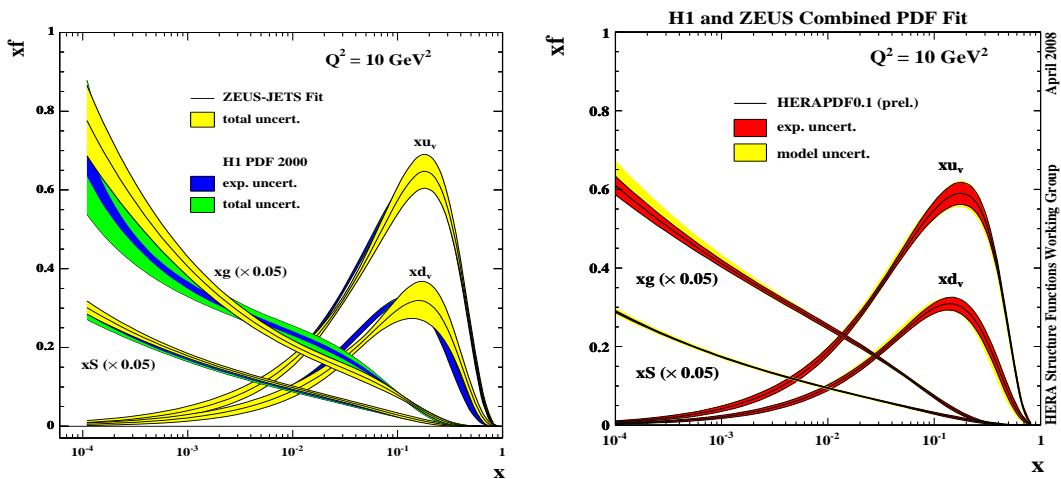 xf
1
0.8
0.6
0.4
0.2
0
Q² = 10 GeV²
ZEUS-JETS Fit
total uncert.
H1 PDF 2000
exp. uncert.
total uncert.
xuᵥ
xdᵥ
xg (× 0.05)
xS (× 0.05)
10⁻⁴ 10⁻³ 10⁻² 10⁻¹ 1
x
H1 and ZEUS Combined PDF Fit
xf
1
0.8
0.6
0.4
0.2
0
Q² = 10 GeV²
HERAPDF0.1 (prel.)
exp. uncert.
model uncert.
xuᵥ
xdᵥ
xg (× 0.05)
xS (× 0.05)
10⁻⁴ 10⁻³ 10⁻² 10⁻¹ 1
x
HERA Structure Functions Working Group April 2008